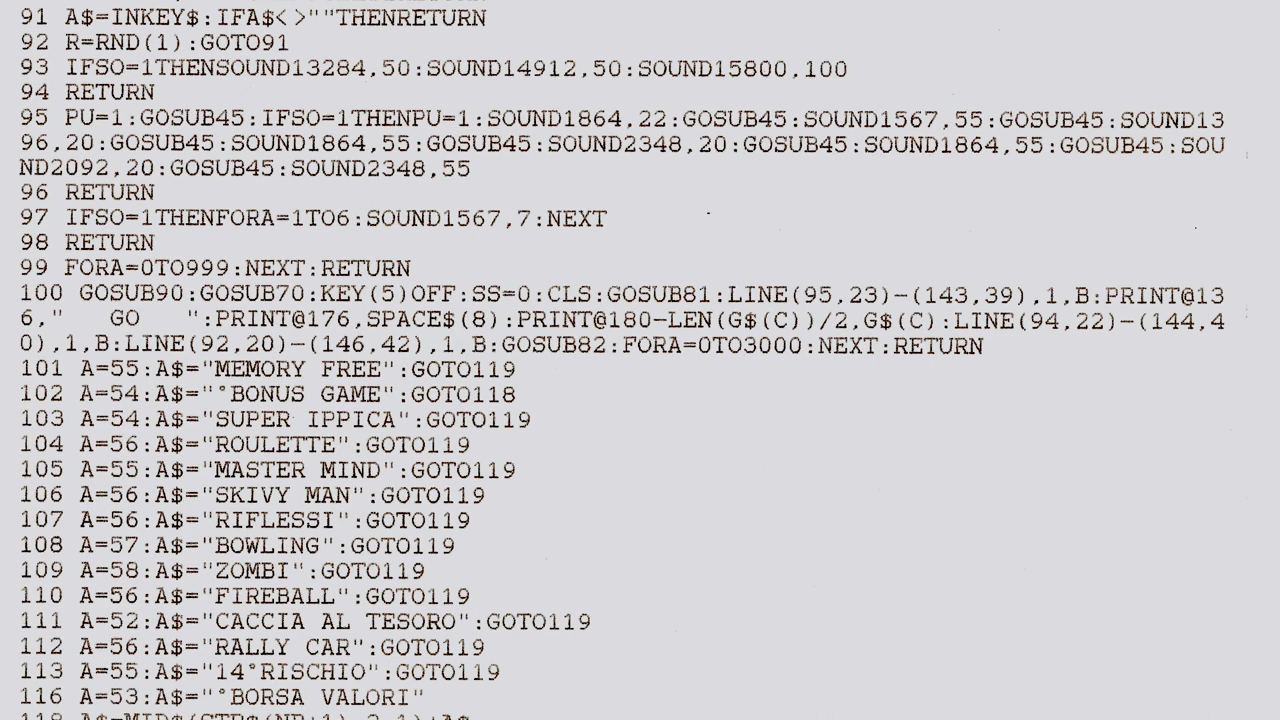 91 A$=INKEY$:IFA$<>""THENRETURN
92 R=RND(1):GOTO91
93 IFSO=1THENSOUND13284,50:SOUND14912,50:SOUND15800,100
94 RETURN
95 PU=1:GOSUB45:IFSO=1THENPU=1:SOUND1864,22:GOSUB45:SOUND1567,55:GOSUB45:SOUND13
96,20:GOSUB45:SOUND1864,55:GOSUB45:SOUND2348,20:GOSUB45:SOUND1864,55:GOSUB45:SOU
ND2092,20:GOSUB45:SOUND2348,55
96 RETURN
97 IFSO=1THENFORA=1TO6:SOUND1567,7:NEXT
98 RETURN
99 FORA=0TO999:NEXT:RETURN
100 GOSUB90:GOSUB70:KEY(5)OFF:SS=0:CLS:GOSUB81:LINE(95,23)-(143,39),1,B:PRINT@13
6,"   GO   ":PRINT@176,SPACE$(8):PRINT@180-LEN(G$(C))/2,G$(C):LINE(94,22)-(144,4
0),1,B:LINE(92,20)-(146,42),1,B:GOSUB82:FORA=0TO3000:NEXT:RETURN
101 A=55:A$="MEMORY FREE":GOTO119
102 A=54:A$="°BONUS GAME":GOTO118
103 A=54:A$="SUPER IPPICA":GOTO119
104 A=56:A$="ROULETTE":GOTO119
105 A=55:A$="MASTER MIND":GOTO119
106 A=56:A$="SKIVY MAN":GOTO119
107 A=56:A$="RIFLESSI":GOTO119
108 A=57:A$="BOWLING":GOTO119
109 A=58:A$="ZOMBI":GOTO119
110 A=56:A$="FIREBALL":GOTO119
111 A=52:A$="CACCIA AL TESORO":GOTO119
112 A=56:A$="RALLY CAR":GOTO119
113 A=55:A$="14°RISCHIO":GOTO119
116 A=53:A$="°BORSA VALORI"
118 A$=MID$(STR$(NP+1),2,1)+A$